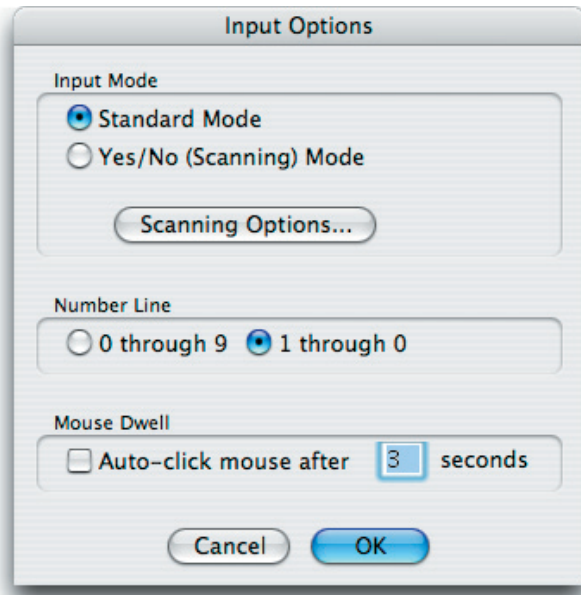 Input Options
Input Mode
Standard Mode
Yes/No (Scanning) Mode
Scanning Options...
Number Line
0 through 9 1 through 0
Mouse Dwell
Auto-click mouse after 3 seconds
Cancel OK